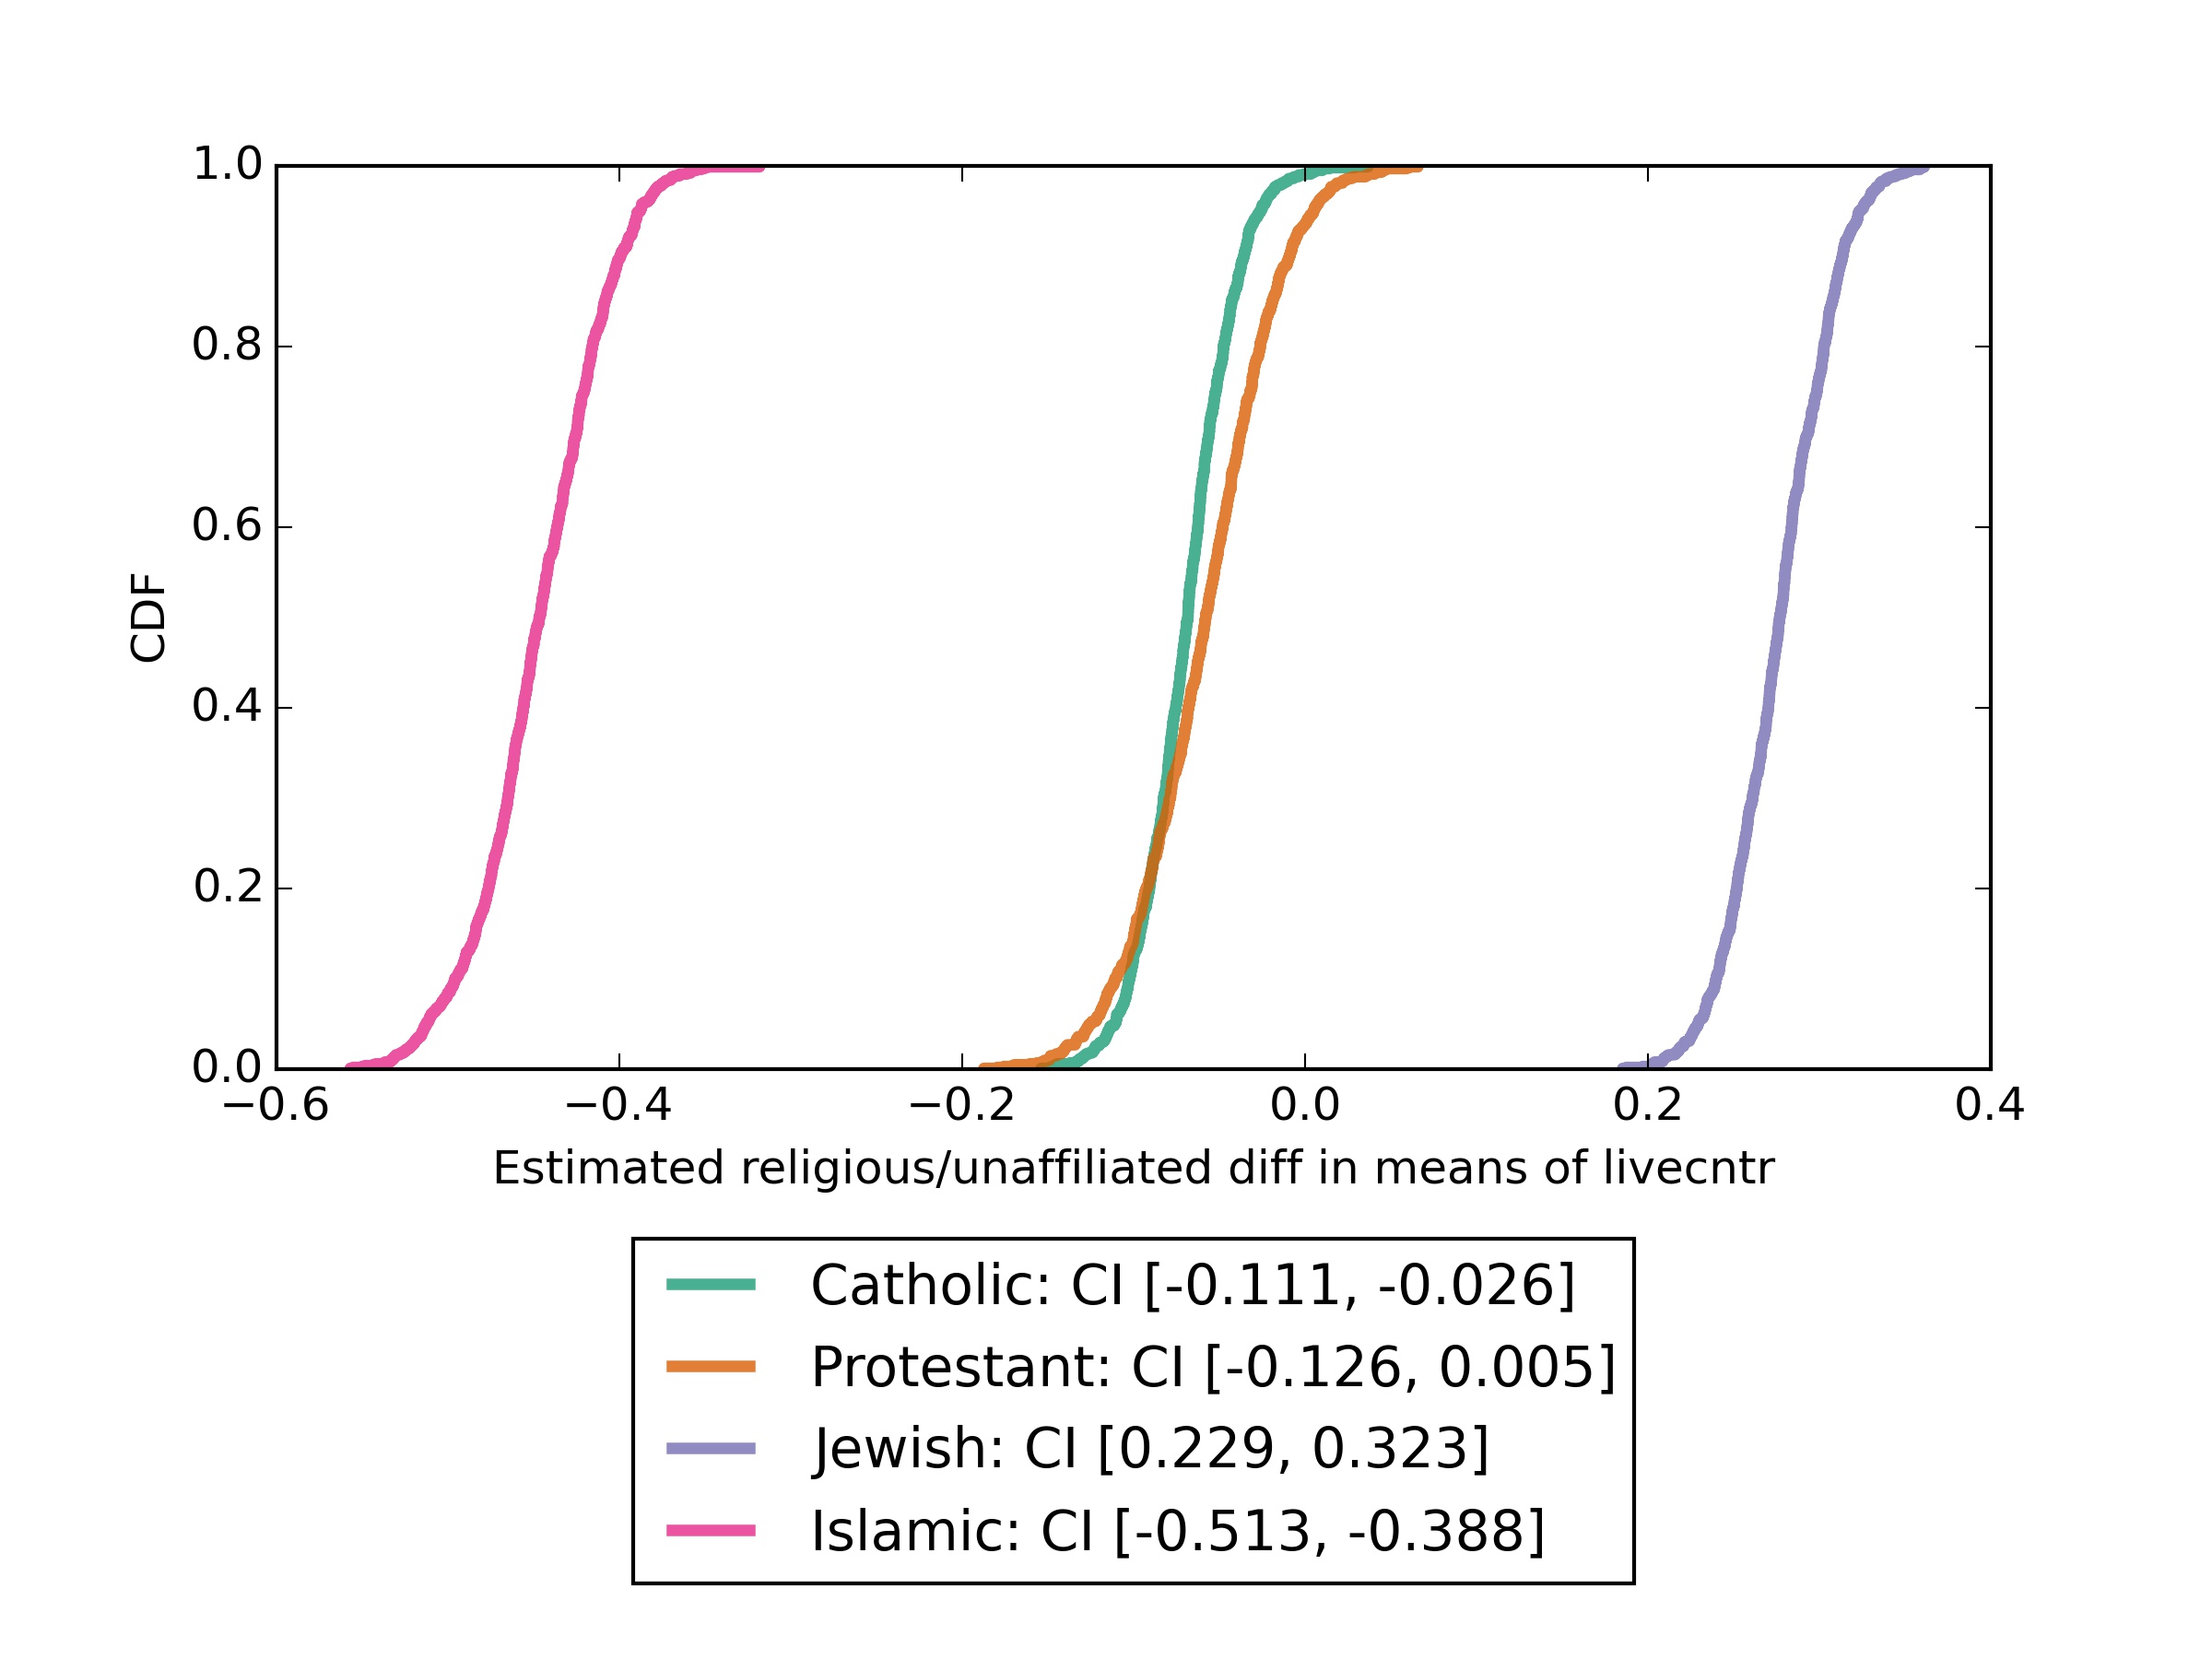 1.0
0.8
0.6
0.4
0.2
0.0
CDF
−0.6 −0.4 −0.2 0.0 0.2 0.4
Estimated religious/unaffiliated diff in means of livecntr
Catholic: CI [-0.111, -0.026]
Protestant: CI [-0.126, 0.005]
Jewish: CI [0.229, 0.323]
Islamic: CI [-0.513, -0.388]